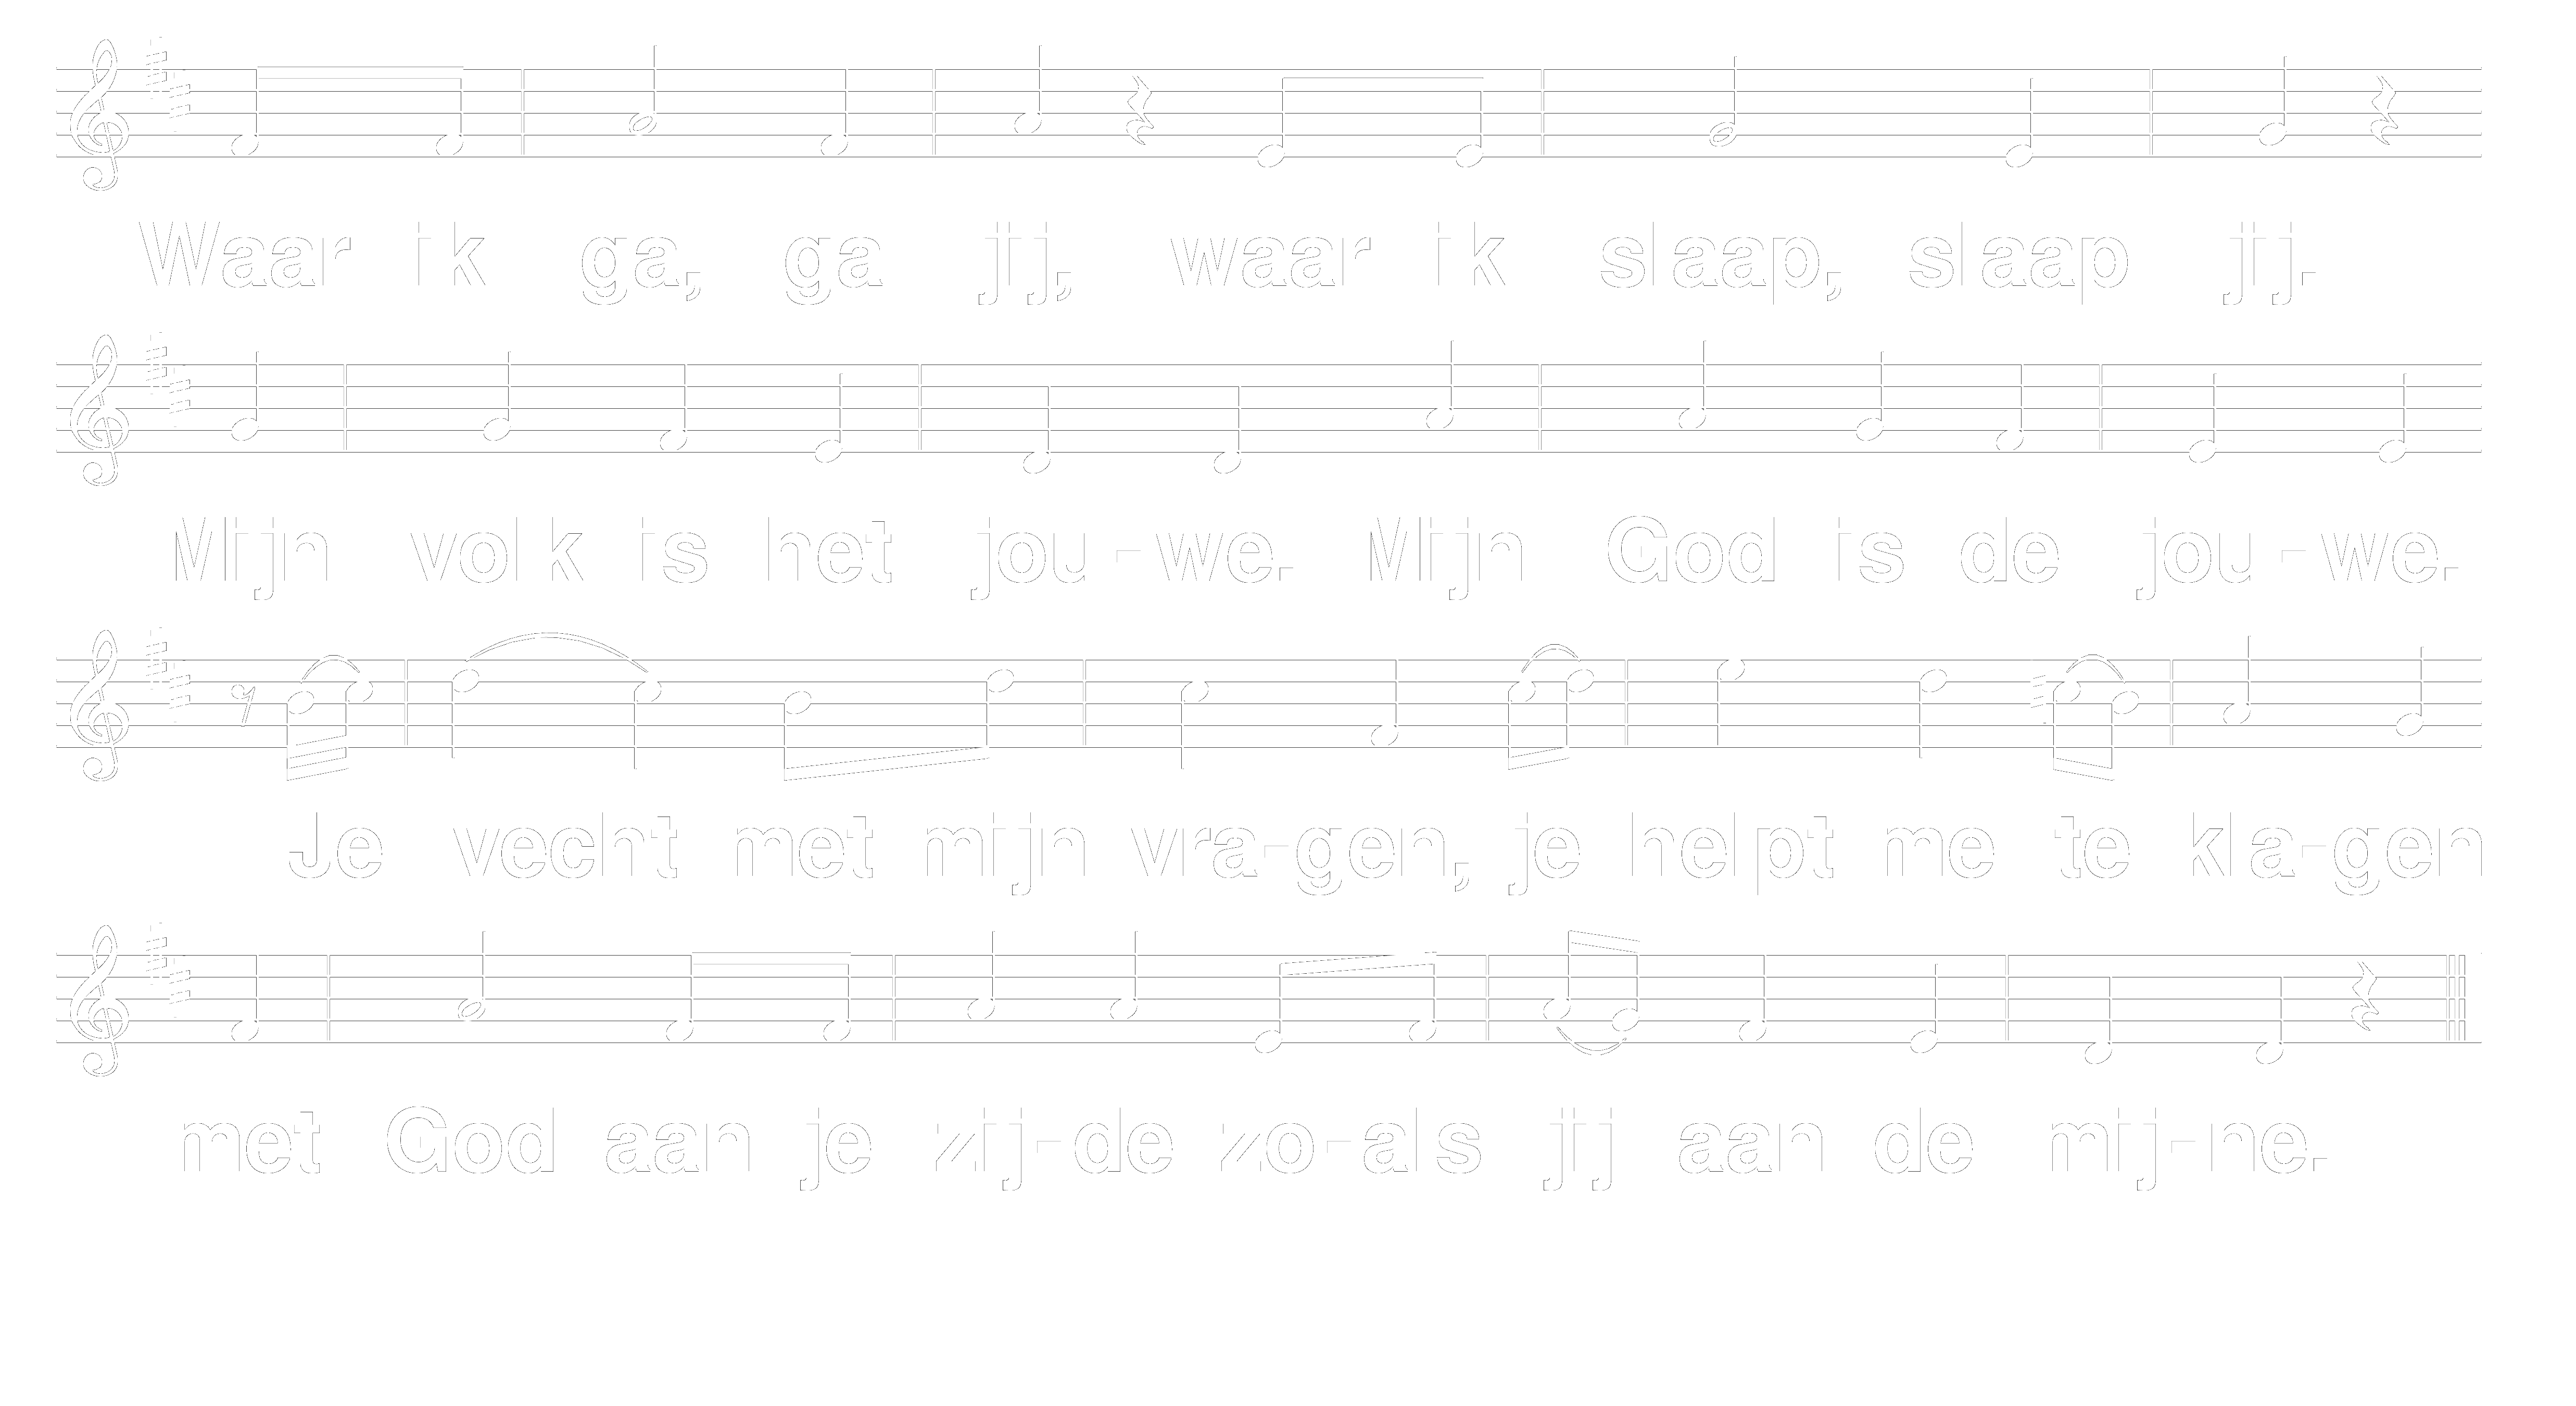 Waar ik ga, ga jij, waar ik slaap, slaap jij.
Mijn volk is het jou-we. Mijn God is de jou-we.
Je vecht met mijn vra-gen, je helpt me te kla-gen
met God aan je zij-de zo-als jij aan de mij-ne.